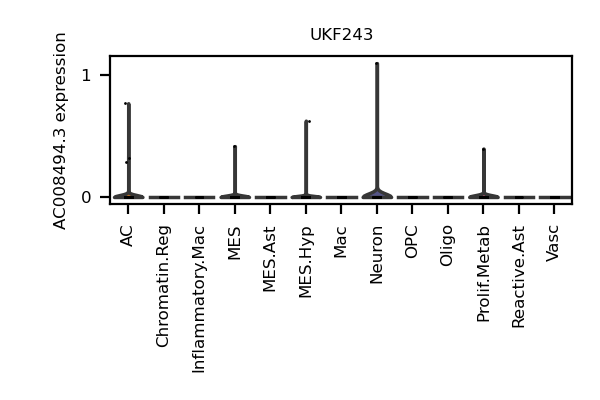 UKF243
AC008494.3 expression
1
0
AC
Chromatin.Reg
Inflammatory.Mac
MES
MES.Ast
MES.Hyp
Mac
Neuron
OPC
Oligo
Prolif.Metab
Reactive.Ast
Vasc